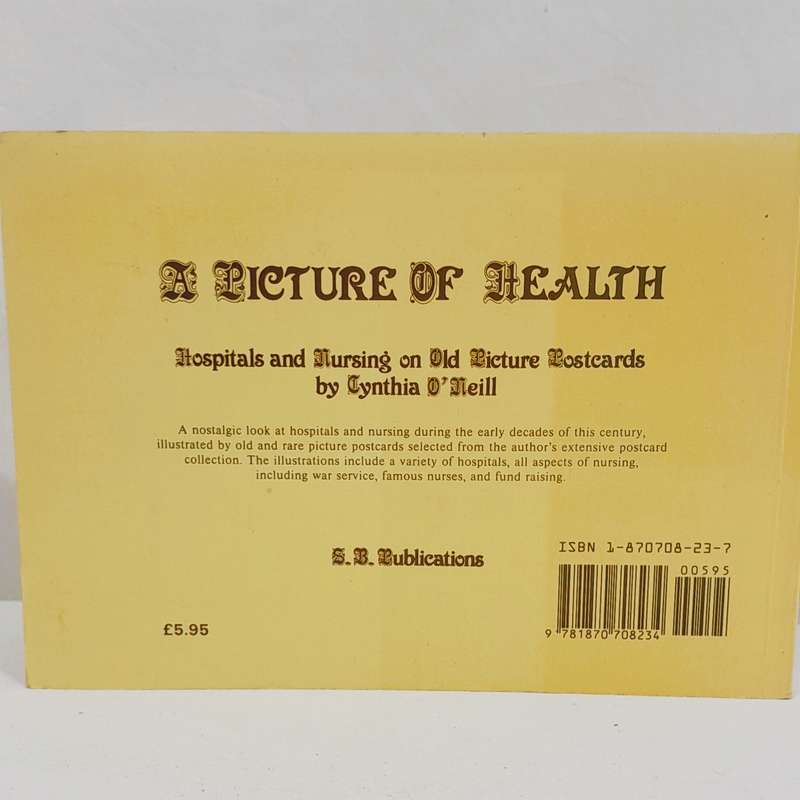 A Picture Of Health
Hospitals and Nursing on Old Picture Postcards
by Cynthia O'Neill
A nostalgic look at hospitals and nursing during the early decades of this century,
illustrated by old and rare picture postcards selected from the author's extensive postcard
collection. The illustrations include a variety of hospitals, all aspects of nursing,
including war service, famous nurses, and fund raising.
S. B. Publications
ISBN 1-870708-23-7
00595
£5.95
9 781870 708234